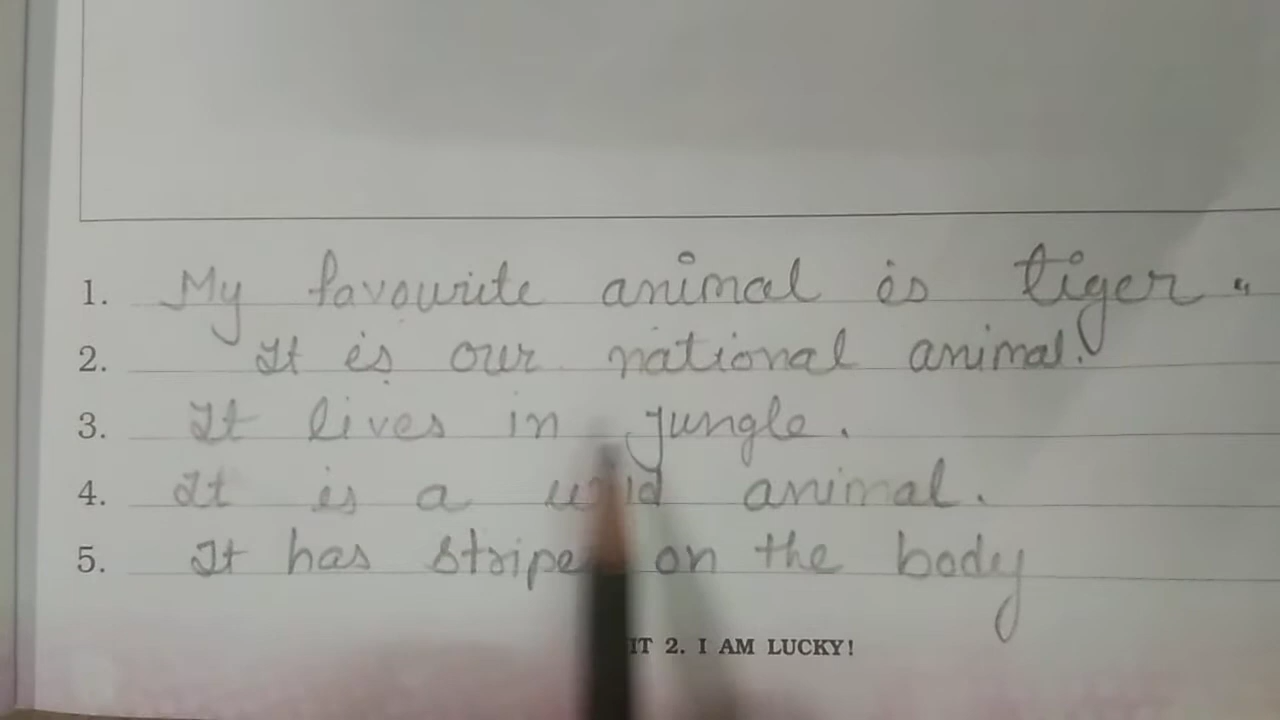 1. My favourite animal is tiger.
2. It is our national animal.
3. It lives in jungle.
4. It is a animal.
5. It has on the body
IT 2. I AM LUCKY!